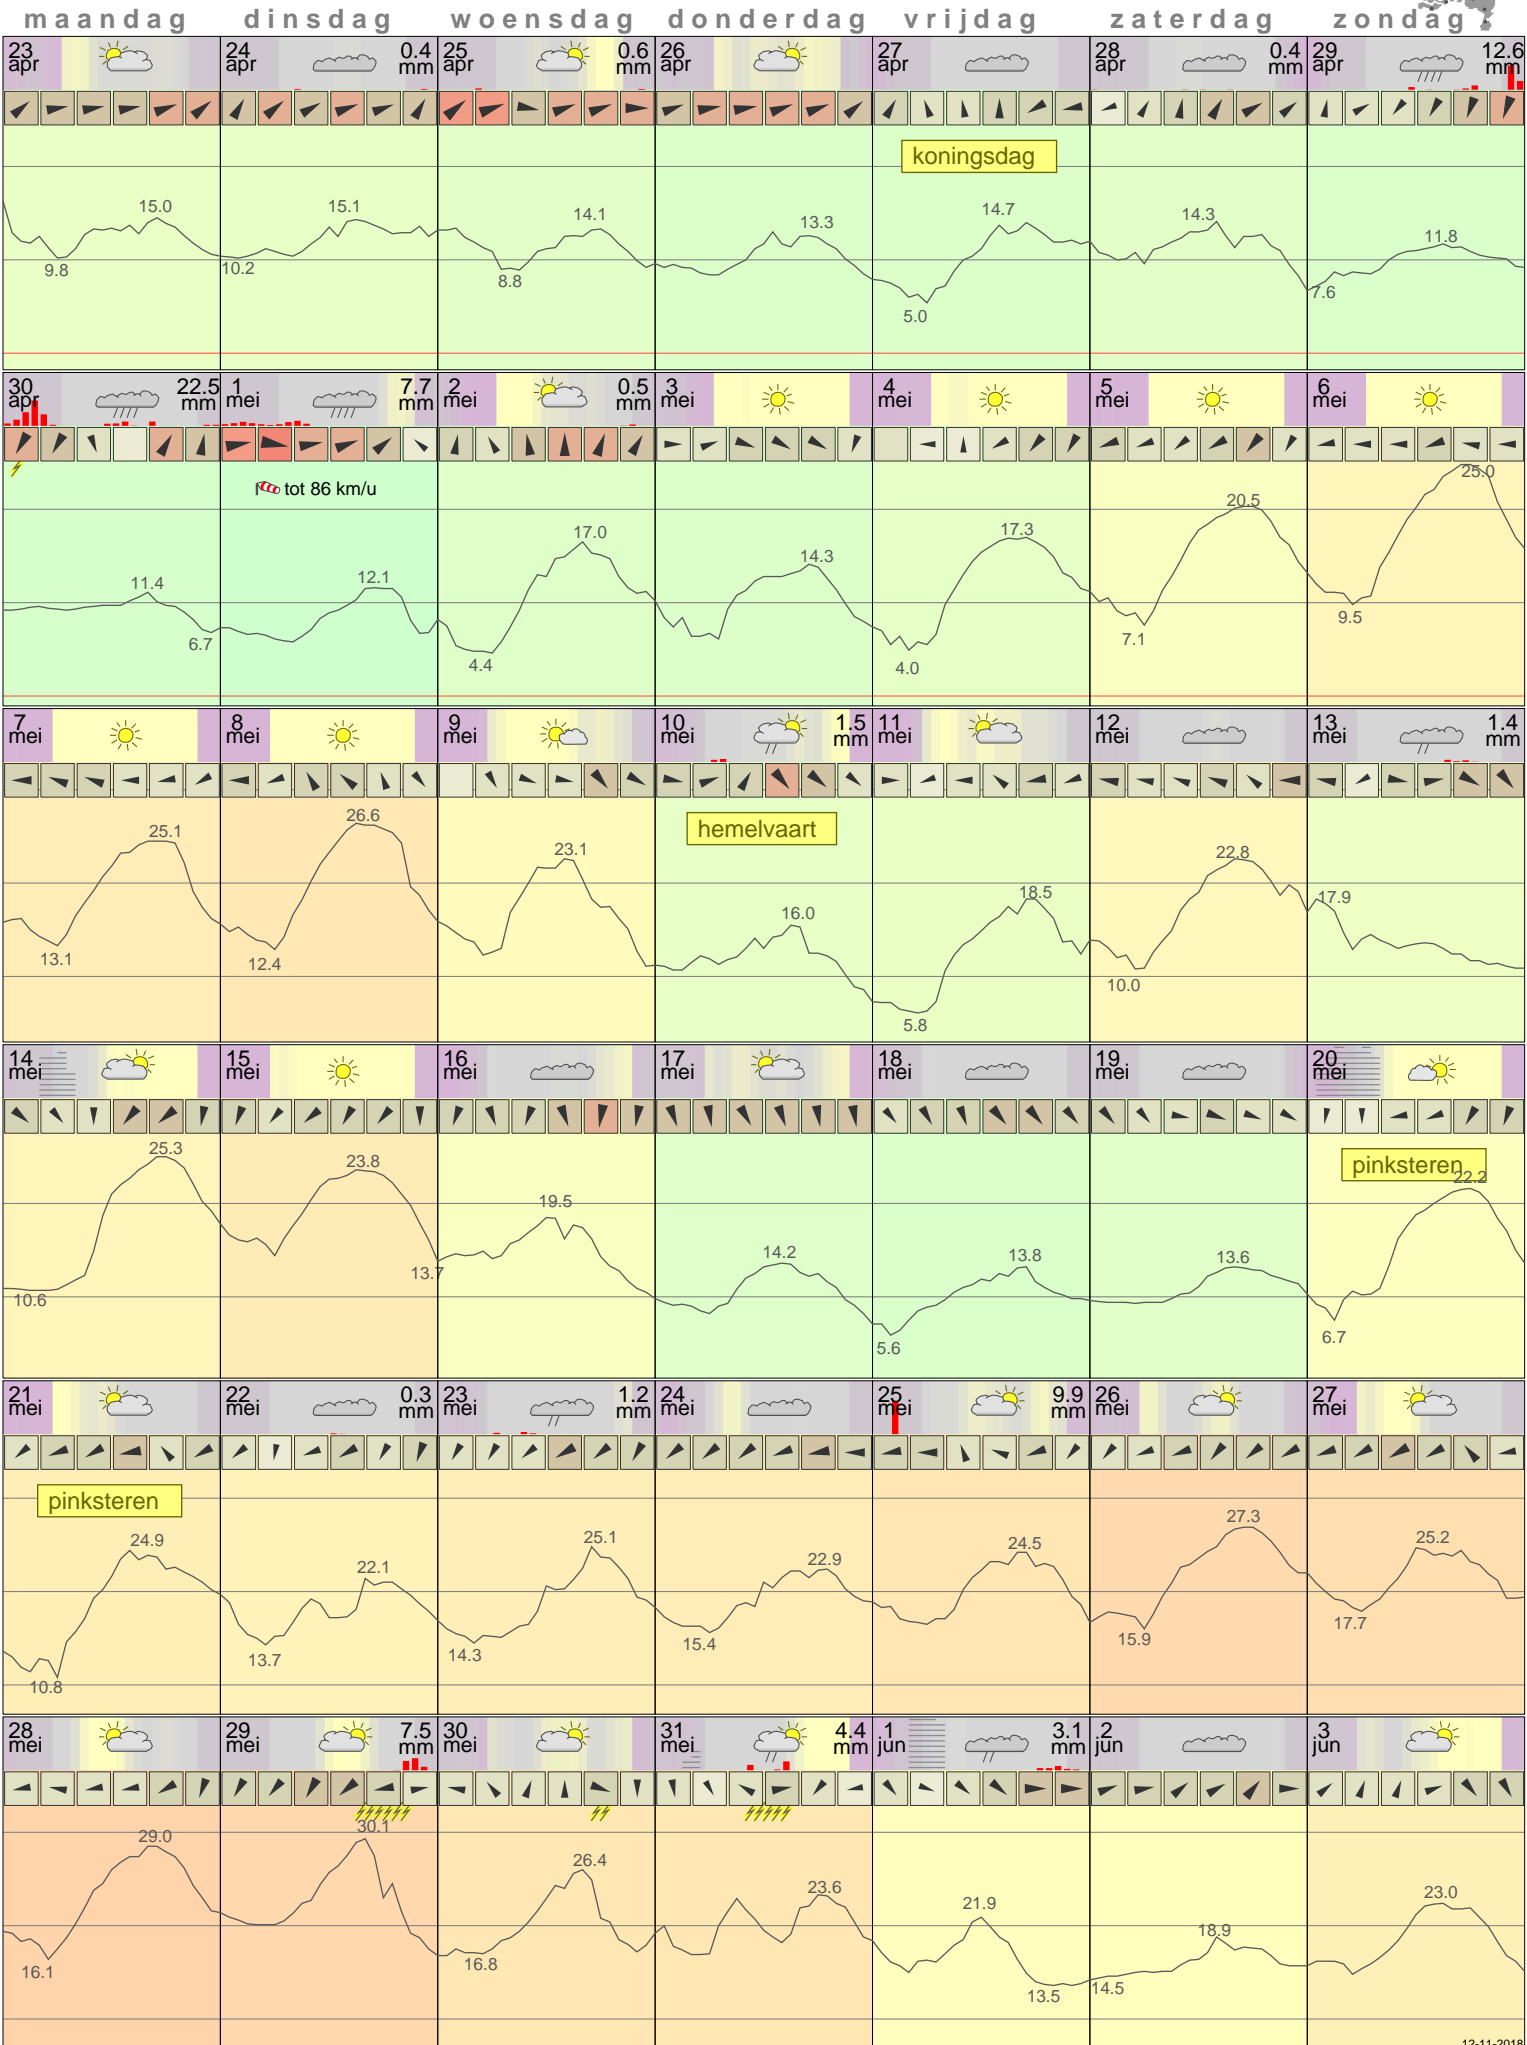 maandag dinsdag woensdag donderdag vrijdag zaterdag zondag
23 24 0.4 25 0.6 26 27 28 0.4 29 12.6
apr apr mm apr mm apr apr apr mm apr mm
koningsdag
15.0 15.1 14.1 13.3 14.7 14.3 11.8
9.8 10.2 8.8 5.0 7.6
30 22.5 1 7.7 2 0.5 3 4 5 6
apr mm mei mm mei mm mei mei mei mei
tot 86 km/u
11.4 12.1 17.0 14.3 17.3 20.5 25.0
6.7 4.4 4.0 7.1 9.5
7 8 9 10 1.5 11 12 13 1.4
mei mei mei mei mm mei mei mei mm
hemelvaart
25.1 26.6 23.1 16.0 18.5 22.8 17.9
13.1 12.4 5.8 10.0
14 15 16 17 18 19 20
mei mei mei mei mei mei mei
pinksteren
25.3 23.8 19.5 14.2 13.8 13.6 22.2
10.6 13.7 5.6 6.7
21 22 0.3 23 1.2 24 25 9.9 26 27
mei mei mm mei mm mei mei mm mei mei
pinksteren
24.9 22.1 25.1 22.9 24.5 27.3 25.2
10.8 13.7 14.3 15.4 15.9 17.7
28 29 7.5 30 31 4.4 1 3.1 2 3
mei mei mm mei mei mm jun mm jun jun
29.0 30.1 26.4 23.6 21.9 18.9 23.0
16.1 16.8 13.5 14.5
12-11-2018